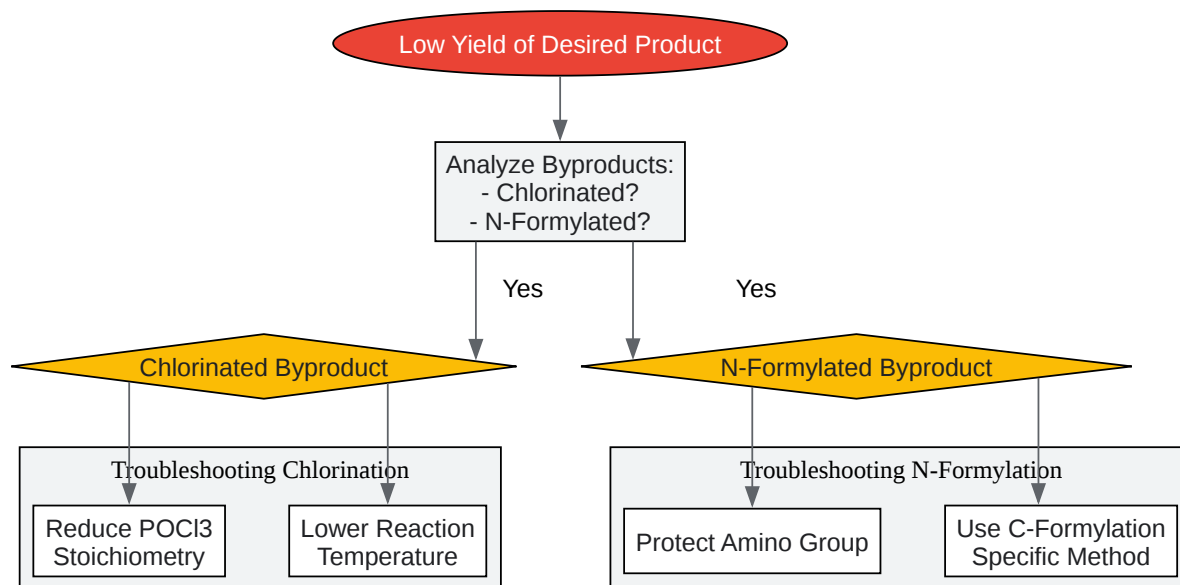 Low Yield of Desired Product
Analyze Byproducts:
- Chlorinated?
- N-Formylated?
Yes
Yes
Chlorinated Byproduct
N-Formylated Byproduct
Troubleshooting Chlorination
Troubleshooting N-Formylation
Reduce POCl3
Stoichiometry
Lower Reaction
Temperature
Protect Amino Group
Use C-Formylation
Specific Method